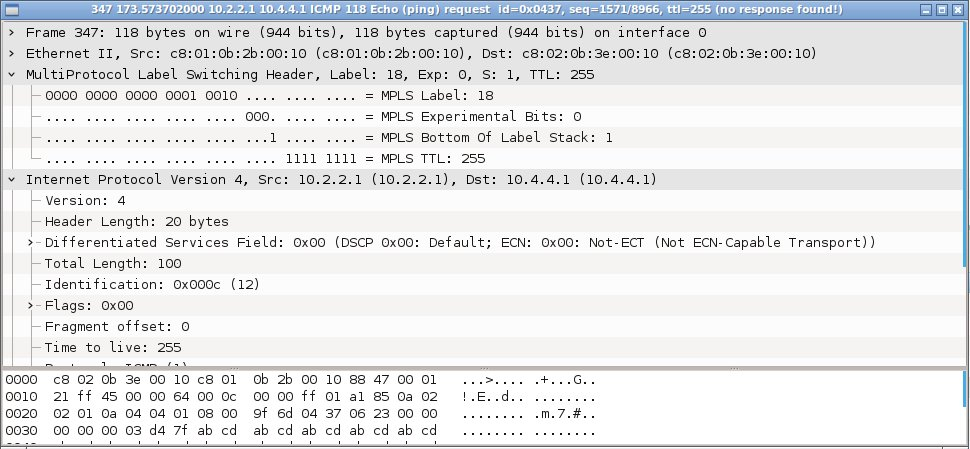 347 173.573702000 10.2.2.1 10.4.4.1 ICMP 118 Echo (ping) request  id=0x0437, seq=1571/8966, ttl=255 (no response found!)
Frame 347: 118 bytes on wire (944 bits), 118 bytes captured (944 bits) on interface 0
Ethernet II, Src: c8:01:0b:2b:00:10 (c8:01:0b:2b:00:10), Dst: c8:02:0b:3e:00:10 (c8:02:0b:3e:00:10)
MultiProtocol Label Switching Header, Label: 18, Exp: 0, S: 1, TTL: 255
0000 0000 0000 0001 0010 .... .... .... = MPLS Label: 18
.... .... .... .... .... 000. .... .... = MPLS Experimental Bits: 0
.... .... .... .... .... ...1 .... .... = MPLS Bottom Of Label Stack: 1
.... .... .... .... .... .... 1111 1111 = MPLS TTL: 255
Internet Protocol Version 4, Src: 10.2.2.1 (10.2.2.1), Dst: 10.4.4.1 (10.4.4.1)
Version: 4
Header Length: 20 bytes
Differentiated Services Field: 0x00 (DSCP 0x00: Default; ECN: 0x00: Not-ECT (Not ECN-Capable Transport))
Total Length: 100
Identification: 0x000c (12)
Flags: 0x00
Fragment offset: 0
Time to live: 255
0000  c8 02 0b 3e 00 10 c8 01  0b 2b 00 10 88 47 00 01   ...>.... .+...G..
0010  21 ff 45 00 00 64 00 0c  00 00 ff 01 a1 85 0a 02   !.E..d.. ........
0020  02 01 0a 04 04 01 08 00  9f 6d 04 37 06 23 00 00   ........ .m.7.#..
0030  00 00 00 03 d4 7f ab cd  ab cd ab cd ab cd ab cd   ........ ........